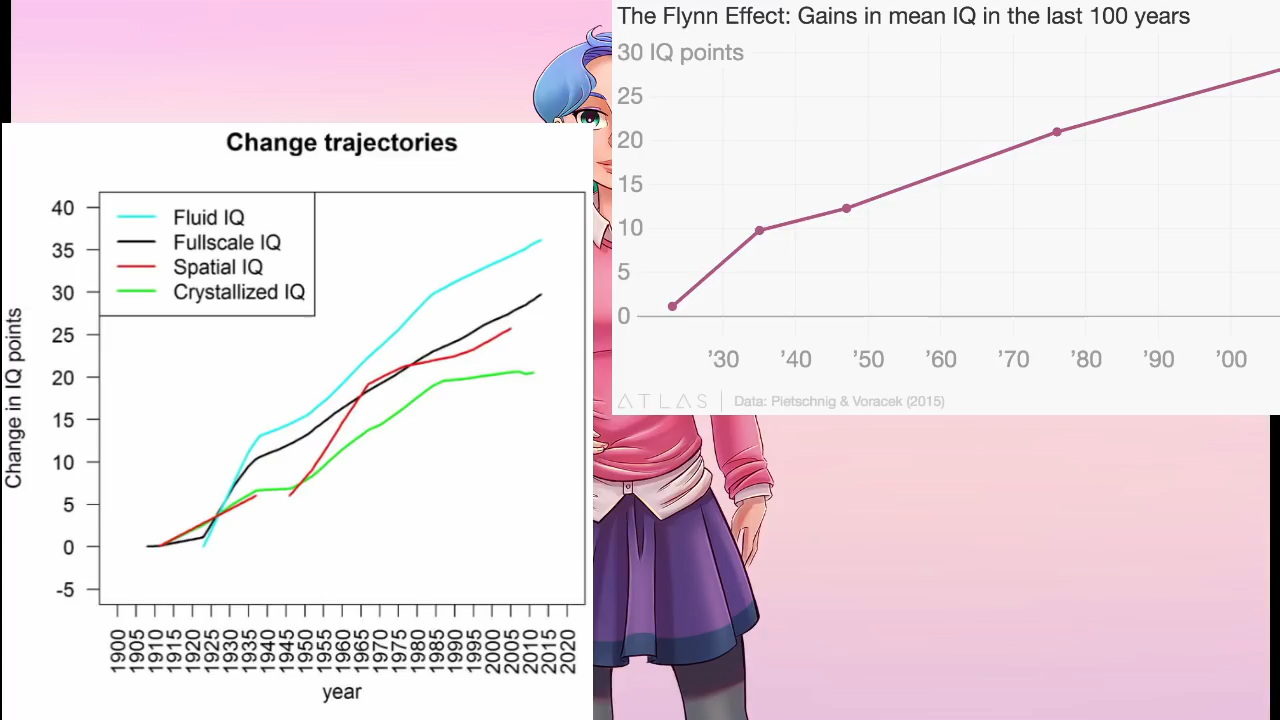 Change trajectories
40
35
30
25
20
15
10
5
0
-5
Change in IQ points
Fluid IQ
Fullscale IQ
Spatial IQ
Crystallized IQ
1900 1905 1910 1915 1920 1925 1930 1935 1940 1945 1950 1955 1960 1965 1970 1975 1980 1985 1990 1995 2000 2005 2010 2015 2020
year
The Flynn Effect: Gains in mean IQ in the last 100 years
30 IQ points
25
20
15
10
5
0
’30 ’40 ’50 ’60 ’70 ’80 ’90 ’00
ATLAS Data: Pietschnig & Voracek (2015)